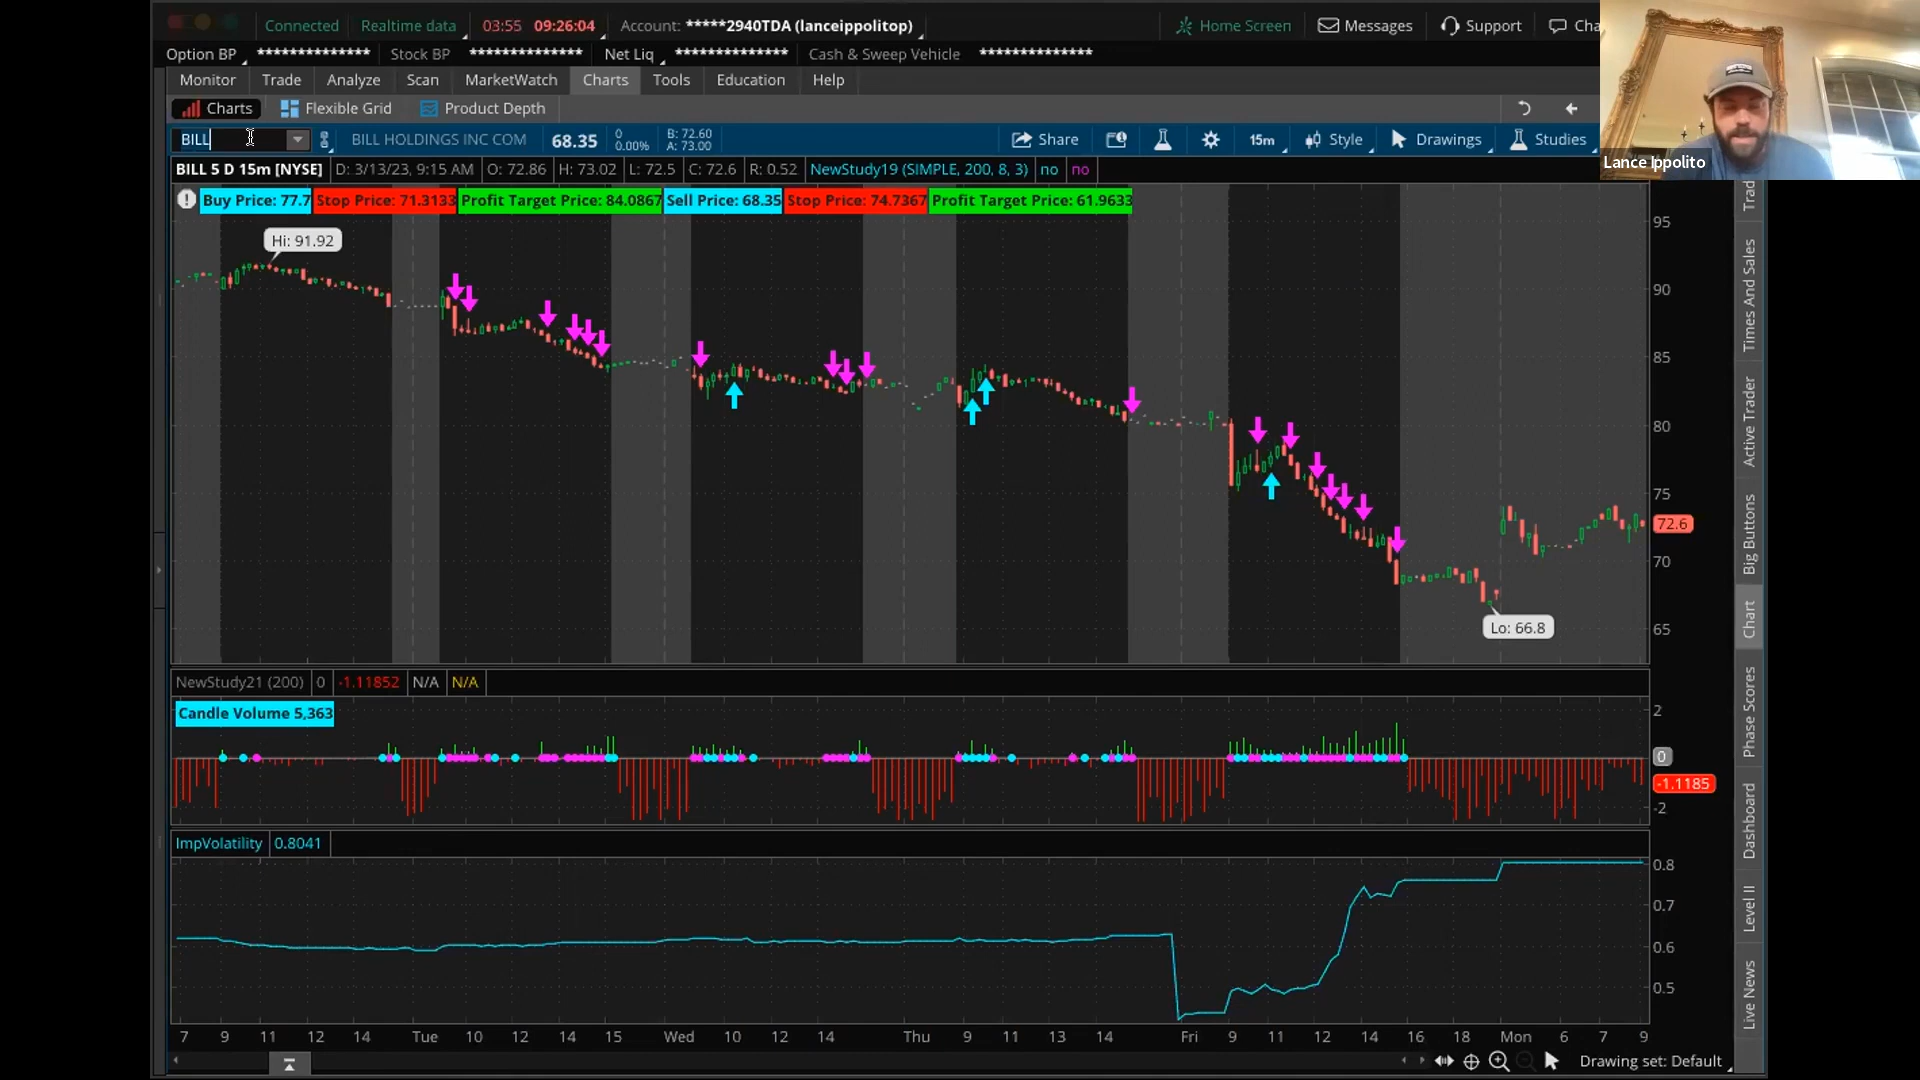 Connected Realtime data 03:55 09:26:04 Account: *****2940TDA (lanceippolitop) Home Screen Messages Support Cha
Option BP ************** Stock BP ************** Net Liq ************** Cash & Sweep Vehicle **************
Monitor Trade Analyze Scan MarketWatch Charts Tools Education Help
Charts Flexible Grid Product Depth
BILL BILL HOLDINGS INC COM 68.35 0 0.00% B: 72.60 A: 73.00 Share 15m Style Drawings Studies
Lance Ippolito
BILL 5 D 15m [NYSE] D: 3/13/23, 9:15 AM O: 72.86 H: 73.02 L: 72.5 C: 72.6 R: 0.52 NewStudy19 (SIMPLE, 200, 8, 3) no no
Buy Price: 77.7 Stop Price: 71.3133 Profit Target Price: 84.0867 Sell Price: 68.35 Stop Price: 74.7367 Profit Target Price: 61.9633
Hi: 91.92
95
90
85
80
75
72.6
70
65
Lo: 66.8
NewStudy21 (200) 0 -1.11852 N/A N/A
Candle Volume 5,363
2
0
-1.1185
-2
ImpVolatility 0.8041
0.8
0.7
0.6
0.5
7 9 11 12 14 Tue 10 12 14 15 Wed 10 12 14 Thu 9 11 13 14 Fri 9 11 12 14 16 18 Mon 6 7 9
Drawing set: Default
Trad
Times And Sales
Active Trader
Big Buttons
Chart
Phase Scores
Dashboard
Level II
Live News